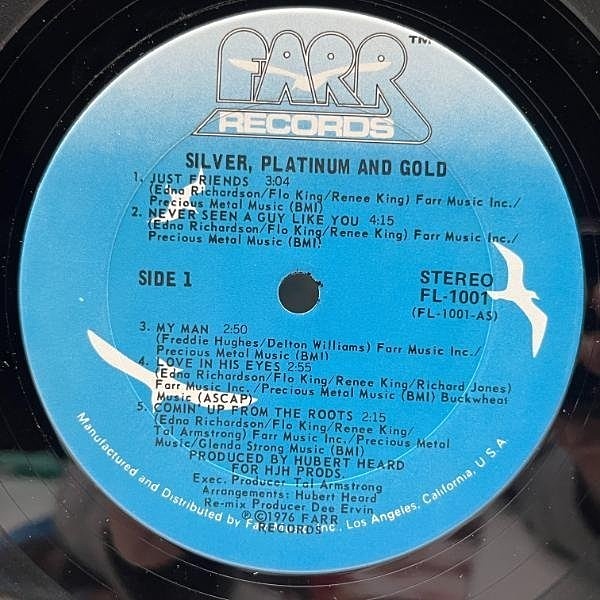 FARR
TM
RECORDS
SILVER, PLATINUM AND GOLD
1. JUST FRIENDS 3:04
(Edna Richardson/Flo King/Renee King) Farr Music Inc./
Precious Metal Music (BMI)
2. NEVER SEEN A GUY LIKE YOU 4:15
(Edna Richardson/Flo King/Renee King) Farr Music Inc./
Precious Metal Music (BMI)
SIDE 1
STEREO
FL-1001
(FL-1001-AS)
3. MY MAN 2:50
(Freddie Hughes/Delton Williams) Farr Music Inc./
Precious Metal Music (BMI)
4. LOVE IN HIS EYES 2:55
(Edna Richardson/Flo King/Renee King/Richard Jones)
Farr Music Inc./Precious Metal Music (BMI) Buckwheat
Music (ASCAP)
5. COMIN' UP FROM THE ROOTS 2:15
(Edna Richardson/Flo King/Renee King/
Tal Armstrong) Farr Music Inc./Precious Metal
Music/Glenda Strong Music (BMI)
PRODUCED BY HUBERT HEARD
FOR HJH PRODS
Exec. Producer Tal Armstrong
Arrangements: Hubert Heard
Re-mix Producer Dee Ervin
℗©1976 FARR
RECORDS
Manufactured and Distributed by Farr Inc., Los Angeles, California, U.S.A.